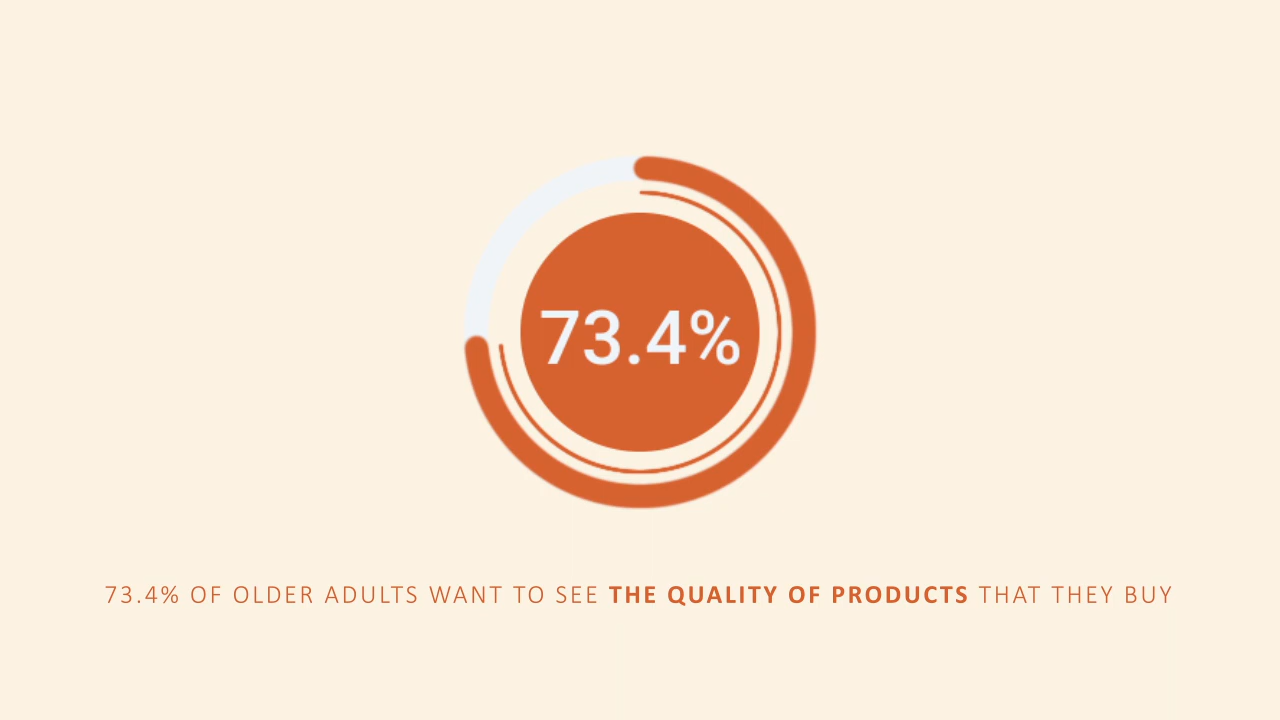 73.4%
73.4% OF OLDER ADULTS WANT TO SEE THE QUALITY OF PRODUCTS THAT THEY BUY